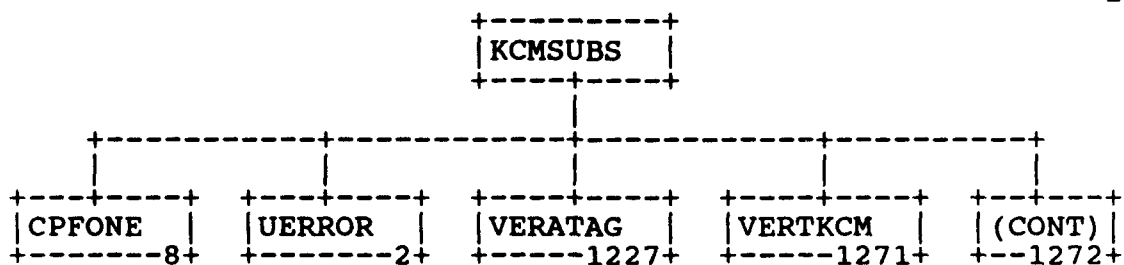 KCMSUBS
CPFONE UERROR VERATAG VERTKCM (CONT)
8 2 1227 1271 1272